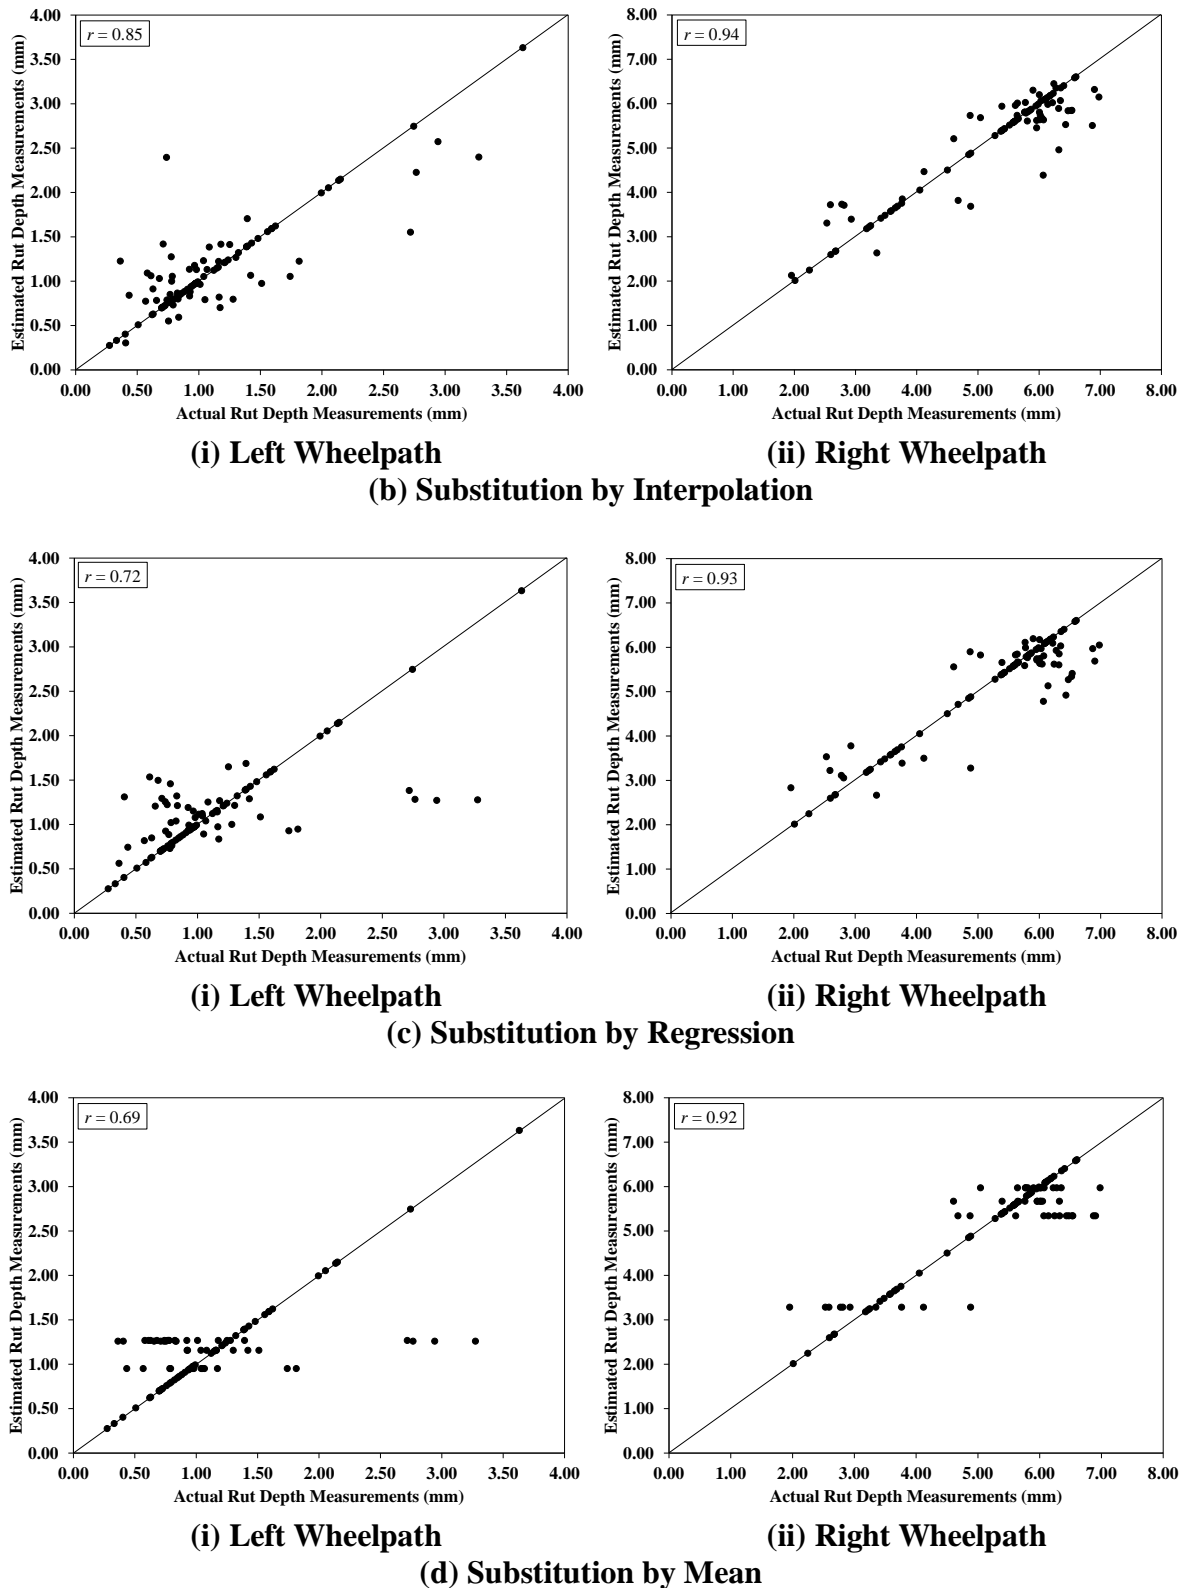 r = 0.85
Estimated Rut Depth Measurements (mm)
4.00
3.50
3.00
2.50
2.00
1.50
1.00
0.50
0.00
0.00 0.50 1.00 1.50 2.00 2.50 3.00 3.50 4.00
Actual Rut Depth Measurements (mm)
(i) Left Wheelpath
r = 0.94
Estimated Rut Depth Measurements (mm)
8.00
7.00
6.00
5.00
4.00
3.00
2.00
1.00
0.00
0.00 1.00 2.00 3.00 4.00 5.00 6.00 7.00 8.00
Actual Rut Depth Measurements (mm)
(ii) Right Wheelpath
(b) Substitution by Interpolation
r = 0.72
Estimated Rut Depth Measurements (mm)
4.00
3.50
3.00
2.50
2.00
1.50
1.00
0.50
0.00
0.00 0.50 1.00 1.50 2.00 2.50 3.00 3.50 4.00
Actual Rut Depth Measurements (mm)
(i) Left Wheelpath
r = 0.93
Estimated Rut Depth Measurements (mm)
8.00
7.00
6.00
5.00
4.00
3.00
2.00
1.00
0.00
0.00 1.00 2.00 3.00 4.00 5.00 6.00 7.00 8.00
Actual Rut Depth Measurements (mm)
(ii) Right Wheelpath
(c) Substitution by Regression
r = 0.69
Estimated Rut Depth Measurements (mm)
4.00
3.50
3.00
2.50
2.00
1.50
1.00
0.50
0.00
0.00 0.50 1.00 1.50 2.00 2.50 3.00 3.50 4.00
Actual Rut Depth Measurements (mm)
(i) Left Wheelpath
r = 0.92
Estimated Rut Depth Measurements (mm)
8.00
7.00
6.00
5.00
4.00
3.00
2.00
1.00
0.00
0.00 1.00 2.00 3.00 4.00 5.00 6.00 7.00 8.00
Actual Rut Depth Measurements (mm)
(ii) Right Wheelpath
(d) Substitution by Mean